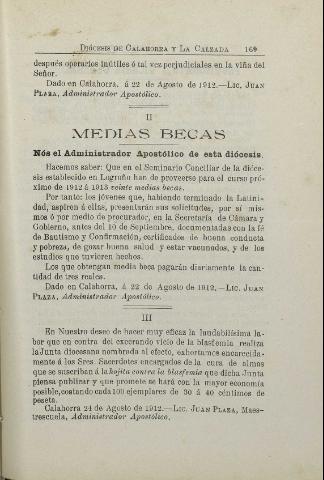 DIÓCESIS DE CALAHORRA Y LA CALZADA 169
después operarios inútiles ó tal vez perjudiciales en la viña del
Señor.
Dado en Calahorra, á 22 de Agosto de 1912.—LIC. JUAN
PLAZA, Administrador Apostólico.
II
MEDIAS BECAS
Nós el Administrador Apostólico de esta diócesis.
Hacemos saber: Que en el Seminario Conciliar de la dióce-
sis establecido en Logroño han de proveerse para el curso pró-
ximo de 1912 á 1913 veinte medias becas.
Por tanto: los jóvenes que, habiendo terminado la Latini-
dad, aspiren á ellas, presentarán sus solicitudes, por sí mis-
mos ó por medio de procurador, en la Secretaría de Cámara y
Gobierno, antes del 10 de Septiembre, documentadas con la fé
de Bautismo y Confirmación, certificados de buena conducta
y pobreza, de gozar buena salud y estar vacunados, y de los
estudios que tuvieren hechos.
Los que obtengan media beca pagarán diariamente la can-
tidad de tres reales.
Dado en Calahorra, á 22 de Agosto de 1912.—LIC. JUAN
PLAZA, Administrador Apostólico.
III
En Nuestro deseo de hacer muy eficaz la laudabilísima la-
bor que en contra del execrando vicio de la blasfemia realiza
la Junta diocesana nombrada al efecto, exhortamos encarecida-
mente á los Sres. Sacerdotes encargados de la cura de almas
que se suscriban á la hojita contra la blasfemia que dicha Junta
piensa publicar y que promete se hará con la mayor economía
posible, costando cada 100 ejemplares de 30 á 40 céntimos de
peseta.
Calahorra 24 de Agosto de 1912.—LIC. JUAN PLAZA, Maes-
trescuela, Administrador Apostólico.